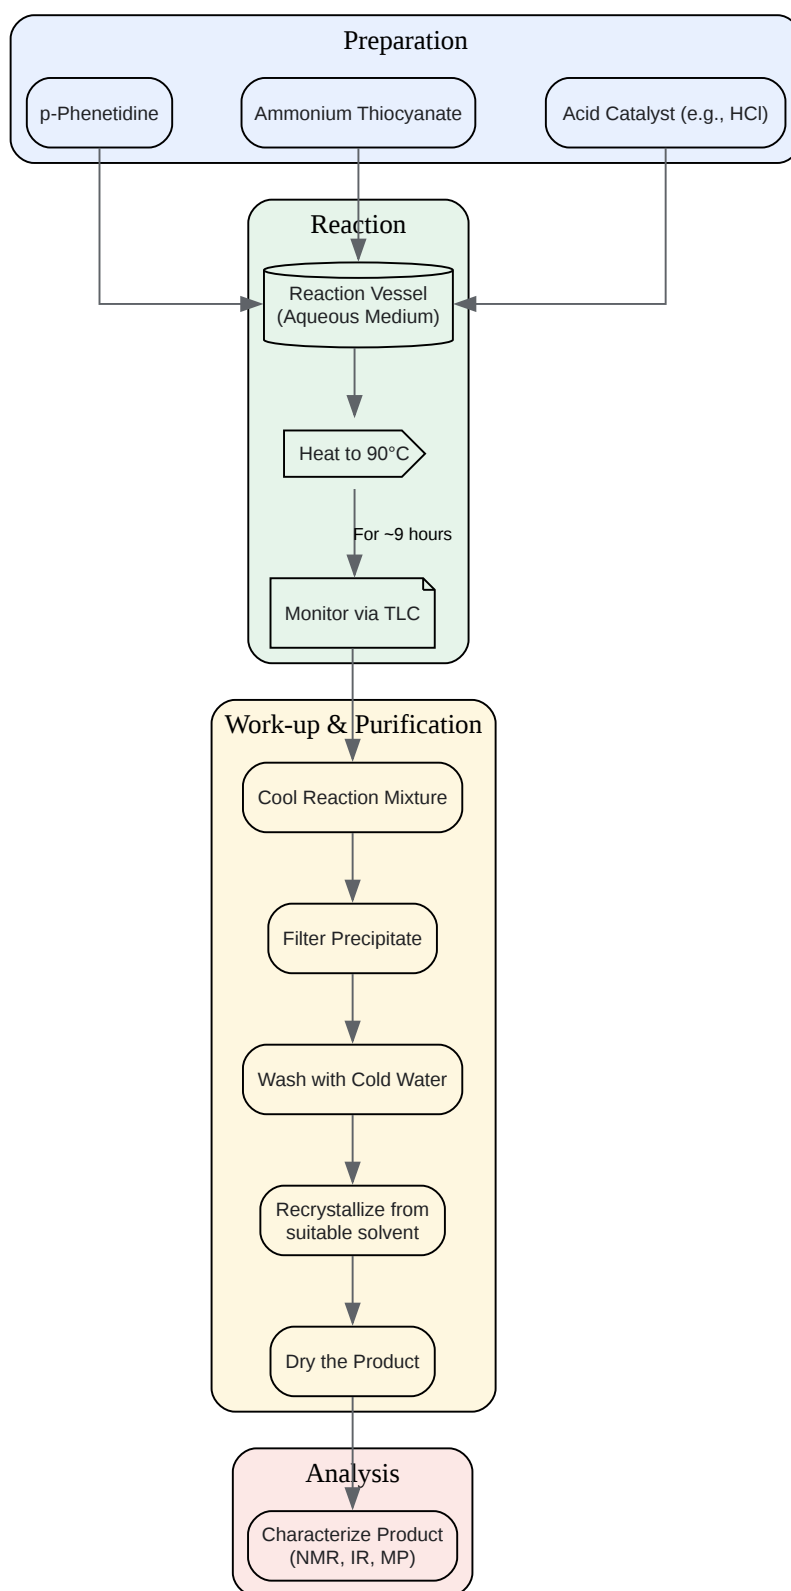 Preparation
p-Phenetidine
Ammonium Thiocyanate
Acid Catalyst (e.g., HCl)
Reaction
Reaction Vessel
(Aqueous Medium)
Heat to 90°C
For ~9 hours
Monitor via TLC
Work-up & Purification
Cool Reaction Mixture
Filter Precipitate
Wash with Cold Water
Recrystallize from
suitable solvent
Dry the Product
Analysis
Characterize Product
(NMR, IR, MP)